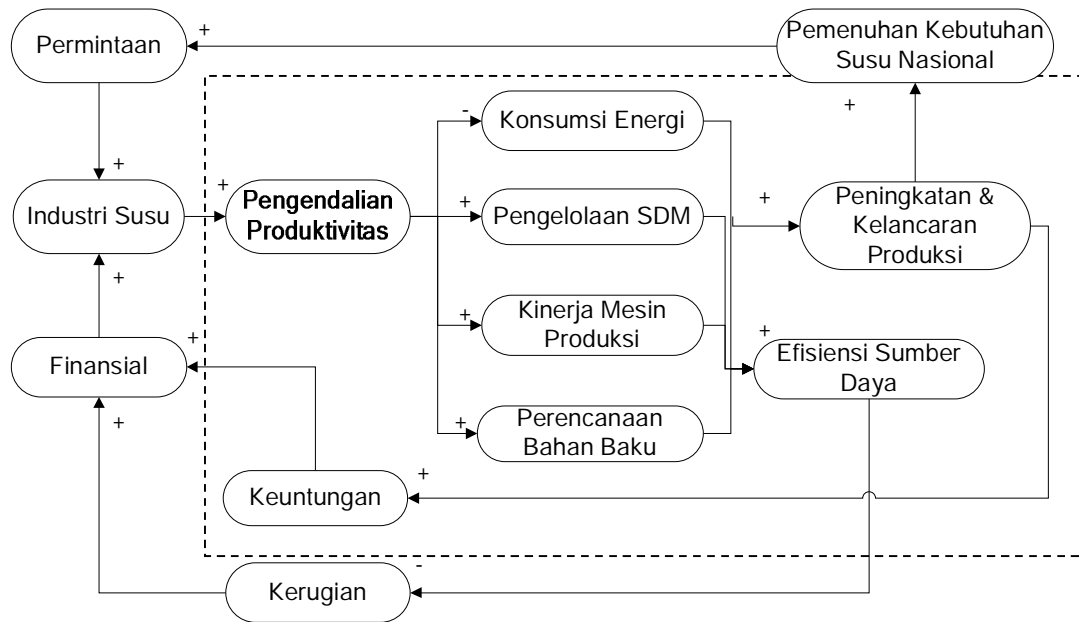 Permintaan
+
Pemenuhan Kebutuhan
Susu Nasional
+
-
Konsumsi Energi
+
Industri Susu
+
Pengendalian
Produktivitas
+
Pengelolaan SDM
+
Peningkatan &
Kelancaran
Produksi
+
Finansial
+
+
Kinerja Mesin
Produksi
+
Efisiensi Sumber
Daya
+
+
Perencanaan
Bahan Baku
Keuntungan
+
Kerugian
-